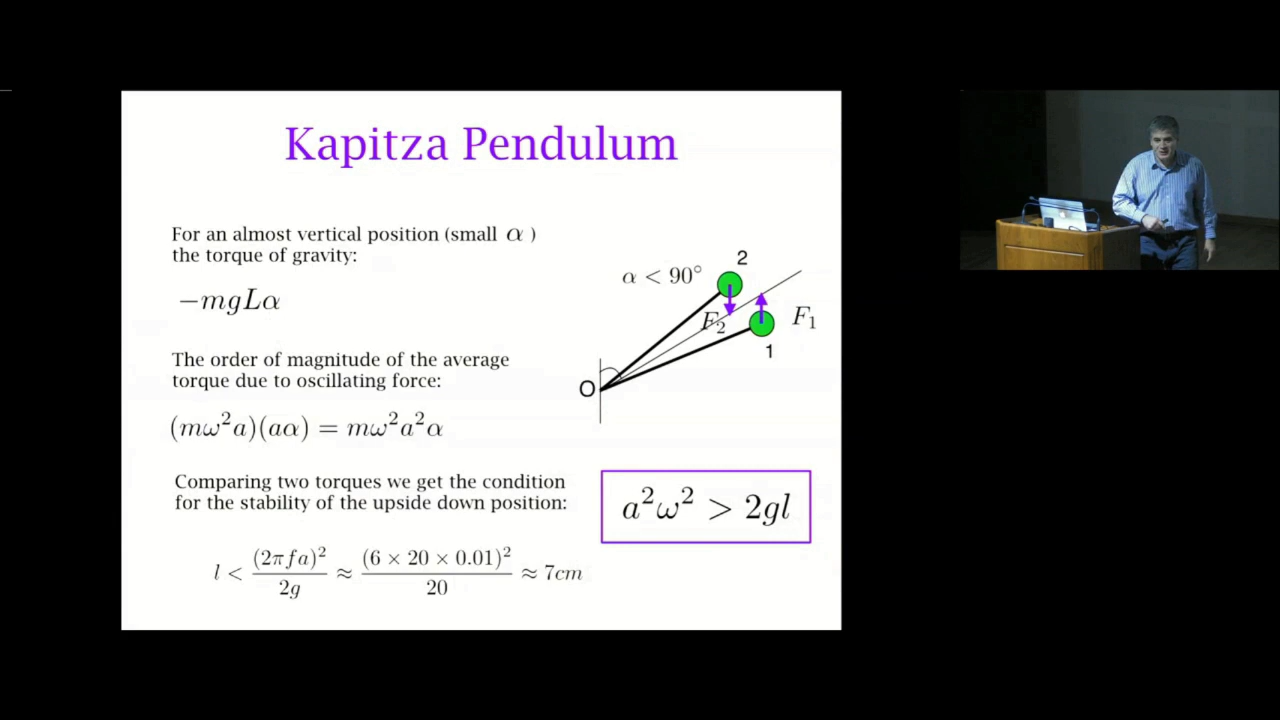 Kapitza Pendulum
For an almost vertical position (small α )
the torque of gravity:
−mgLα
The order of magnitude of the average
torque due to oscillating force:
(mω²a)(aα) = mω²a²α
Comparing two torques we get the condition
for the stability of the upside down position:
l < (2πfa)²/2g ≈ (6 × 20 × 0.01)²/20 ≈ 7cm
α < 90°
2
F₂
F₁
1
O
a²ω² > 2gl